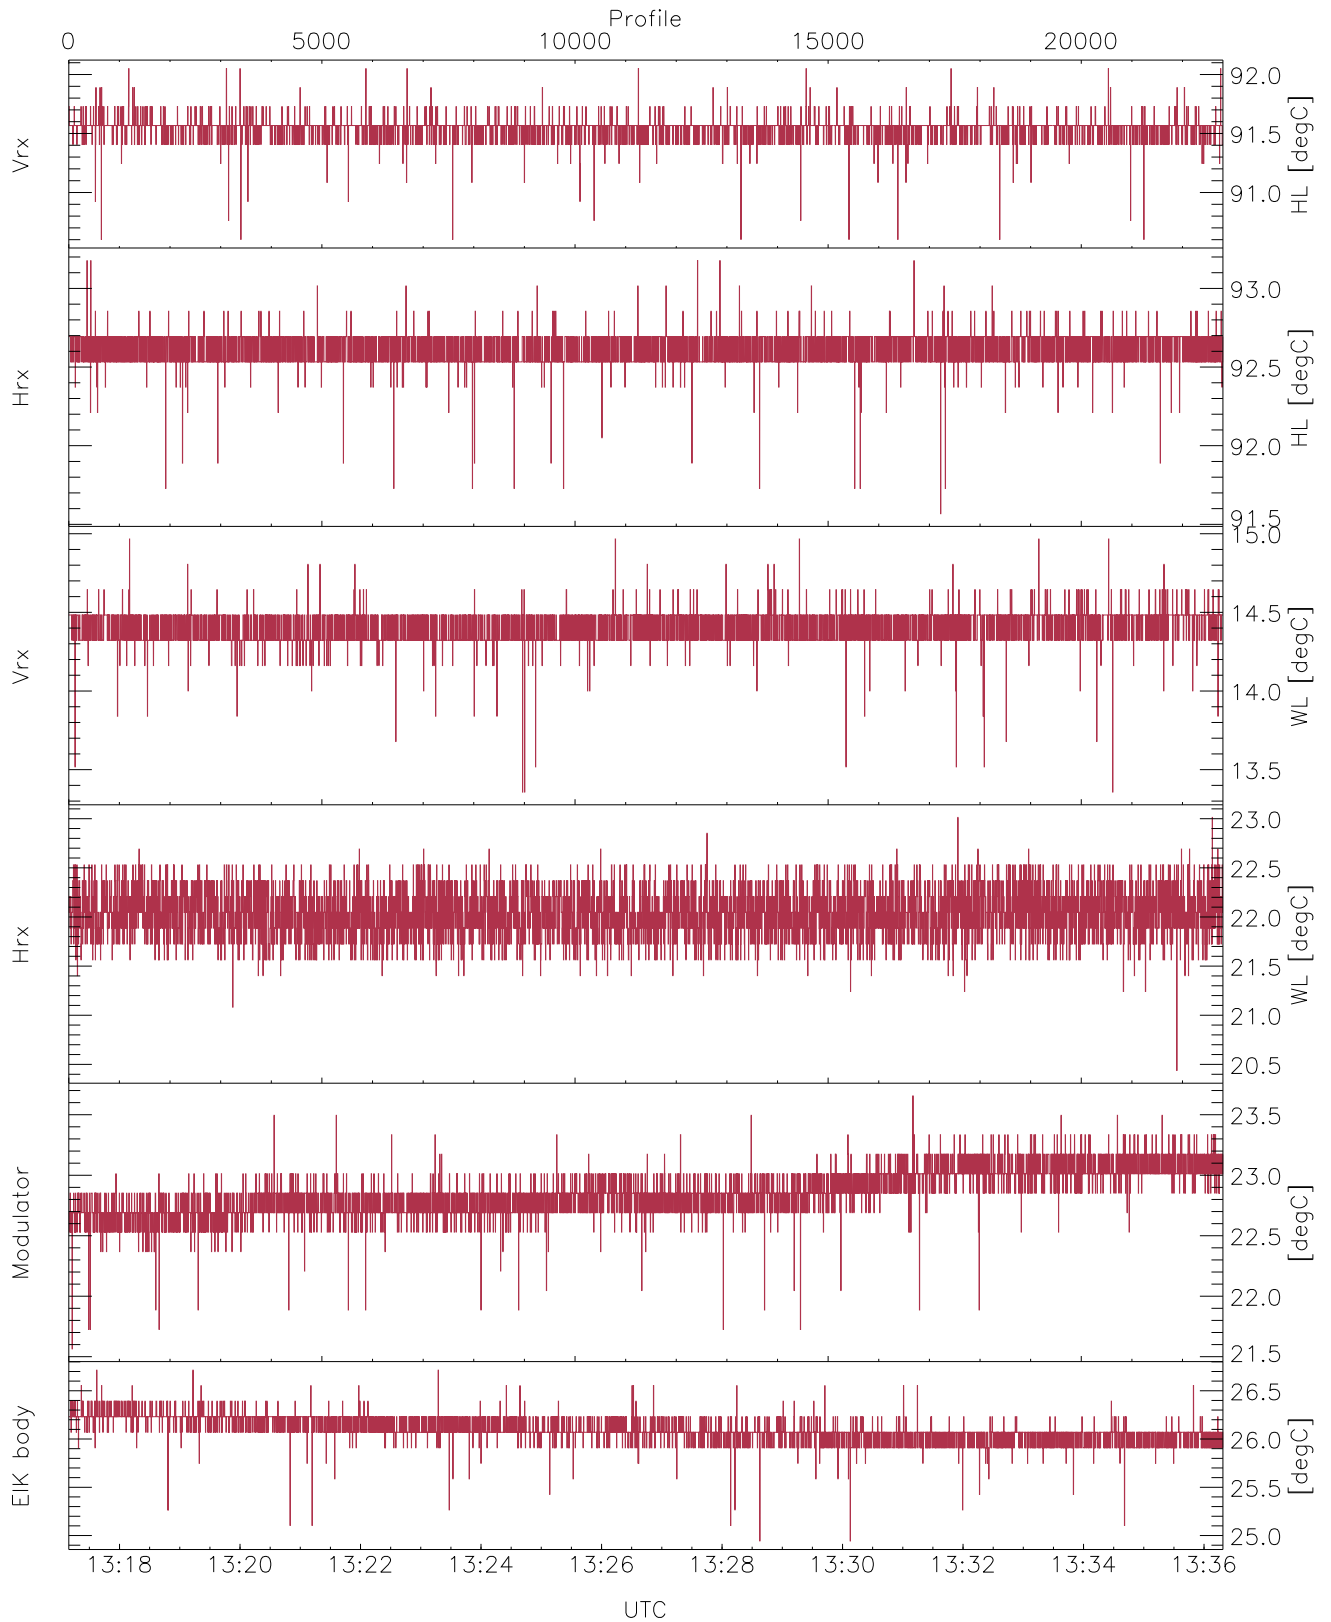 Profile
0 5000 10000 15000 20000
Vrx
92.0
91.5
91.0
HL [degC]
Hrx
93.0
92.5
92.0
91.5
HL [degC]
Vrx
15.0
14.5
14.0
13.5
WL [degC]
Hrx
23.0
22.5
22.0
21.5
21.0
20.5
WL [degC]
Modulator
23.5
23.0
22.5
22.0
21.5
[degC]
EIK body
26.5
26.0
25.5
25.0
[degC]
13:18 13:20 13:22 13:24 13:26 13:28 13:30 13:32 13:34 13:36
UTC